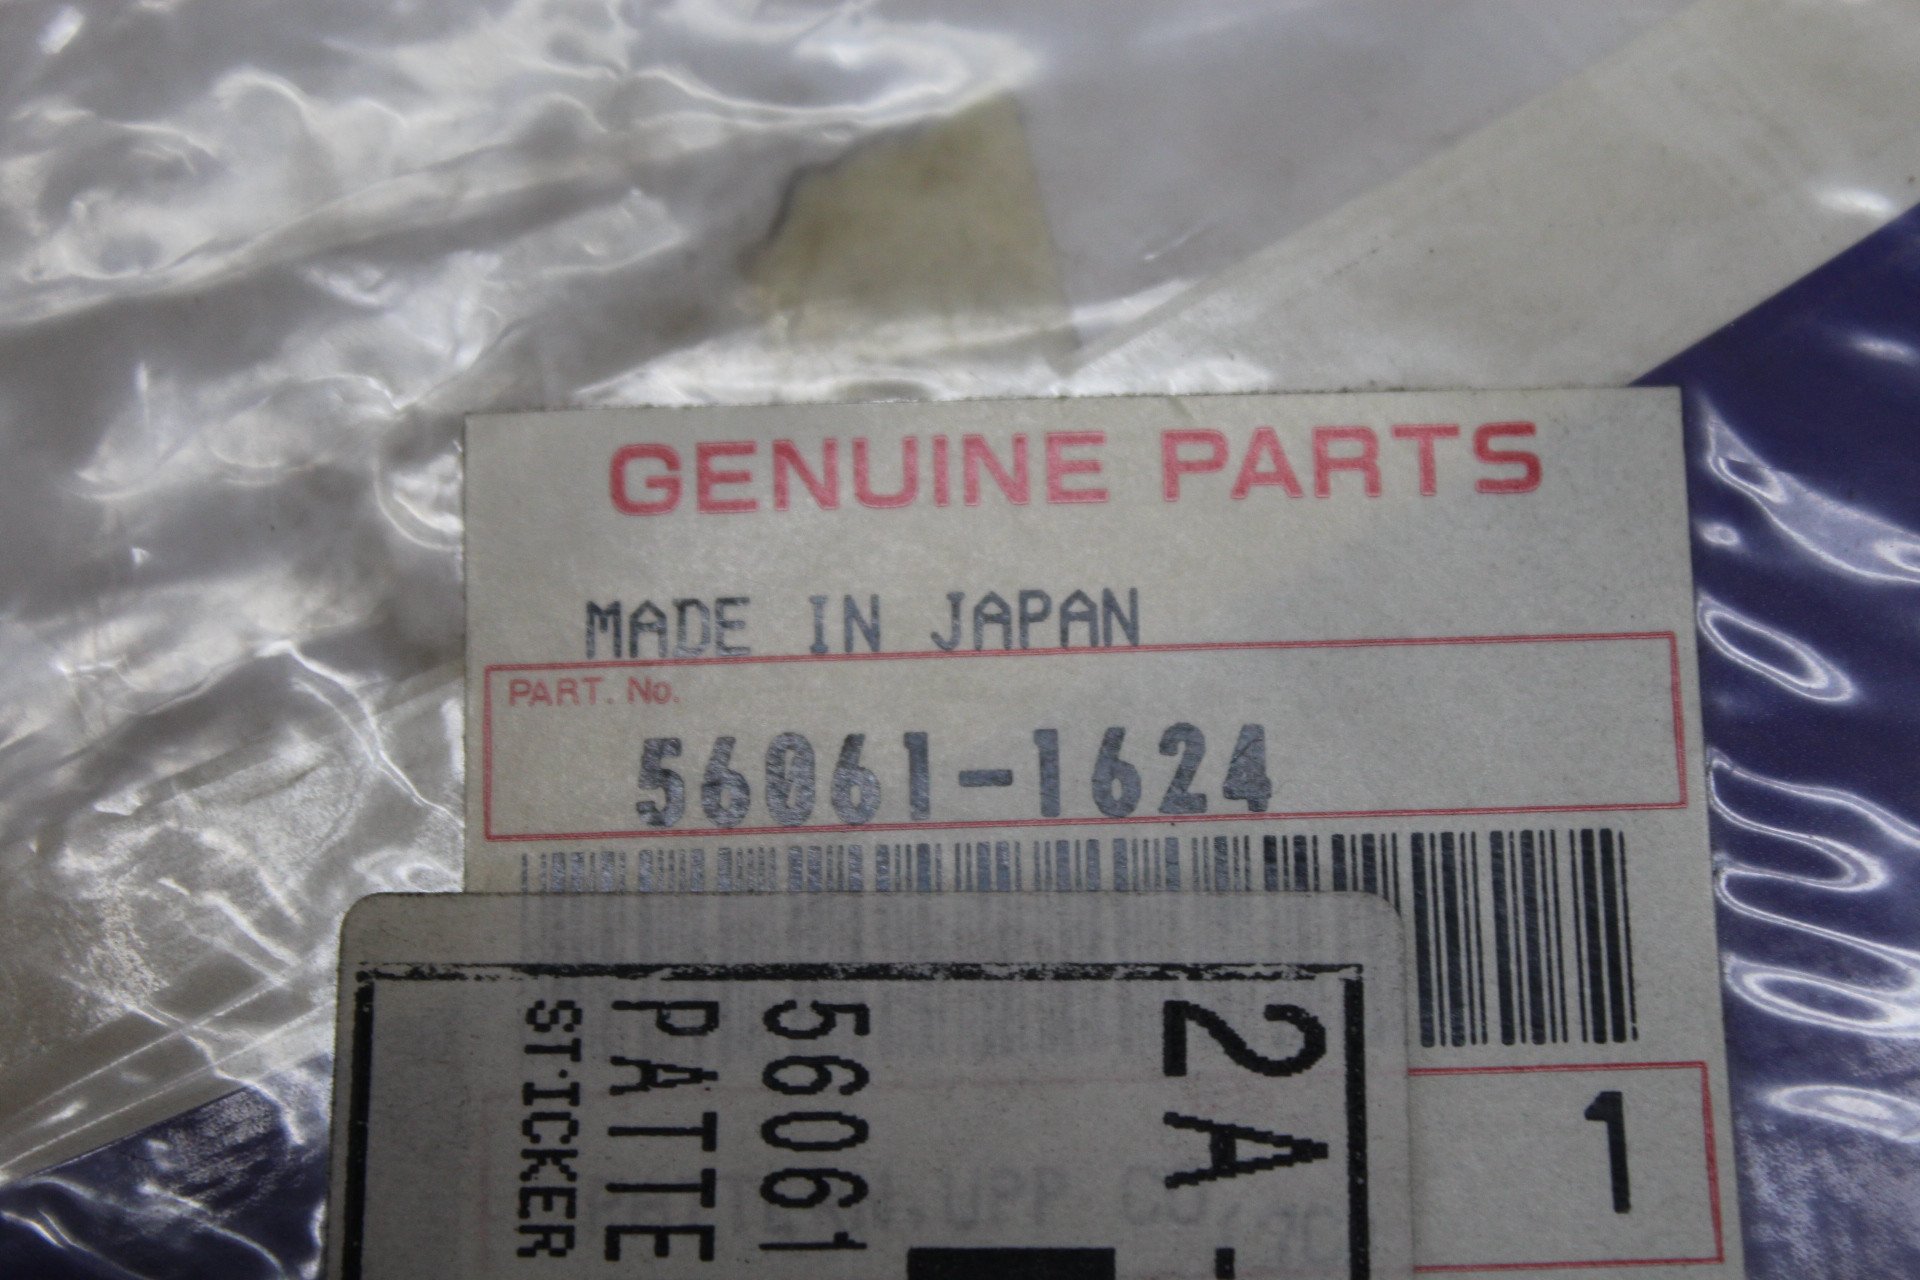 GENUINE PARTS
MADE IN JAPAN
PART. No.
56061-1624
1
2A-
56061
PATTE
STICKER